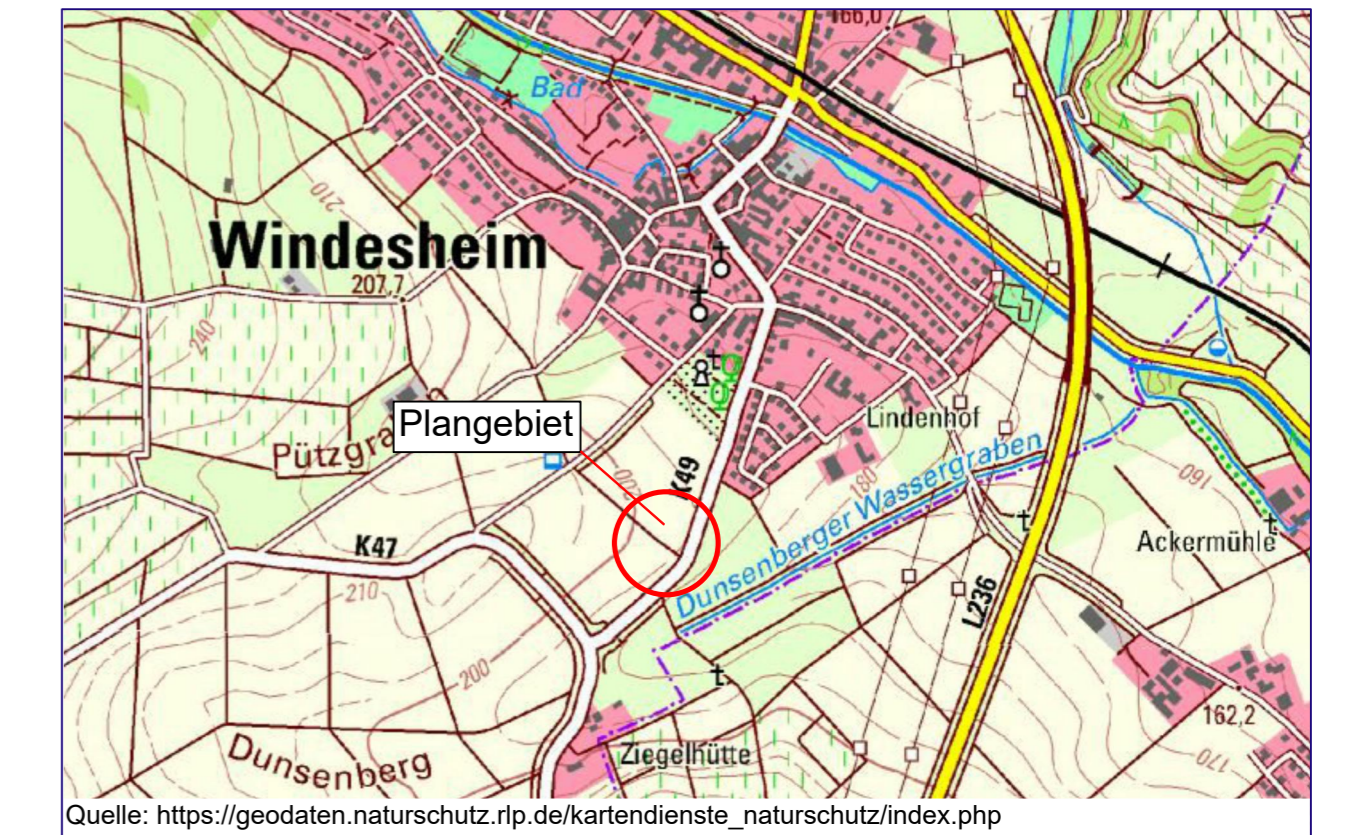 166,0
Bad
210
Windesheim
207,7
240
Plangebiet
Pützgra
Lindenhof
K49
200
180
Dunsenberger Wassergraben
160
K47
Ackermühle
210
L236
200
162,2
Dunsenberg
Ziegelhütte
170
Quelle: https://geodaten.naturschutz.rlp.de/kartendienste_naturschutz/index.php